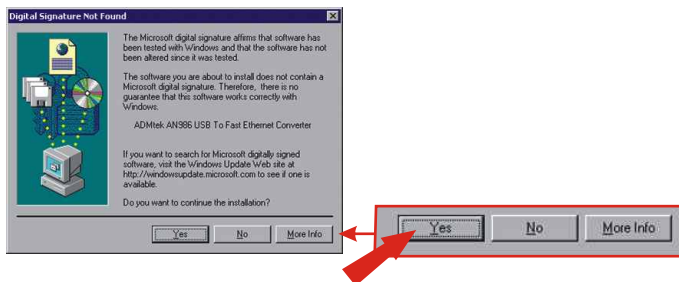 Digital Signature Not Found
The Microsoft digital signature affirms that software has
been tested with Windows and that the software has not
been altered since it was tested.
The software you are about to install does not contain a
Microsoft digital signature. Therefore, there is no
guarantee that this software works correctly with
Windows.
ADMtek AN986 USB To Fast Ethernet Converter
If you want to search for Microsoft digitally signed
software, visit the Windows Update Web site at
http://windowsupdate.microsoft.com to see if one is
available.
Do you want to continue the installation?
Yes No More Info
Yes No More Info